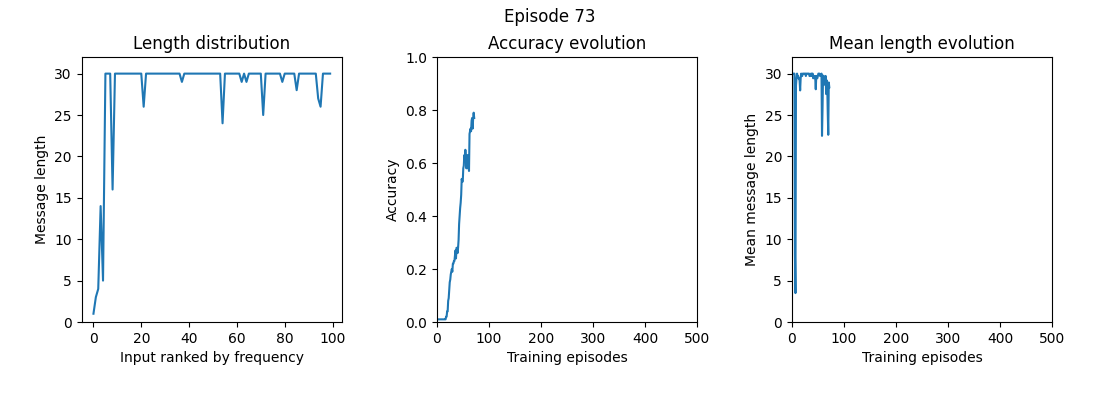 Episode 73
Length distribution
Message length
30
25
20
15
10
5
0
0 20 40 60 80 100
Input ranked by frequency
Accuracy evolution
Accuracy
1.0
0.8
0.6
0.4
0.2
0.0
0 100 200 300 400 500
Training episodes
Mean length evolution
Mean message length
30
25
20
15
10
5
0
0 100 200 300 400 500
Training episodes